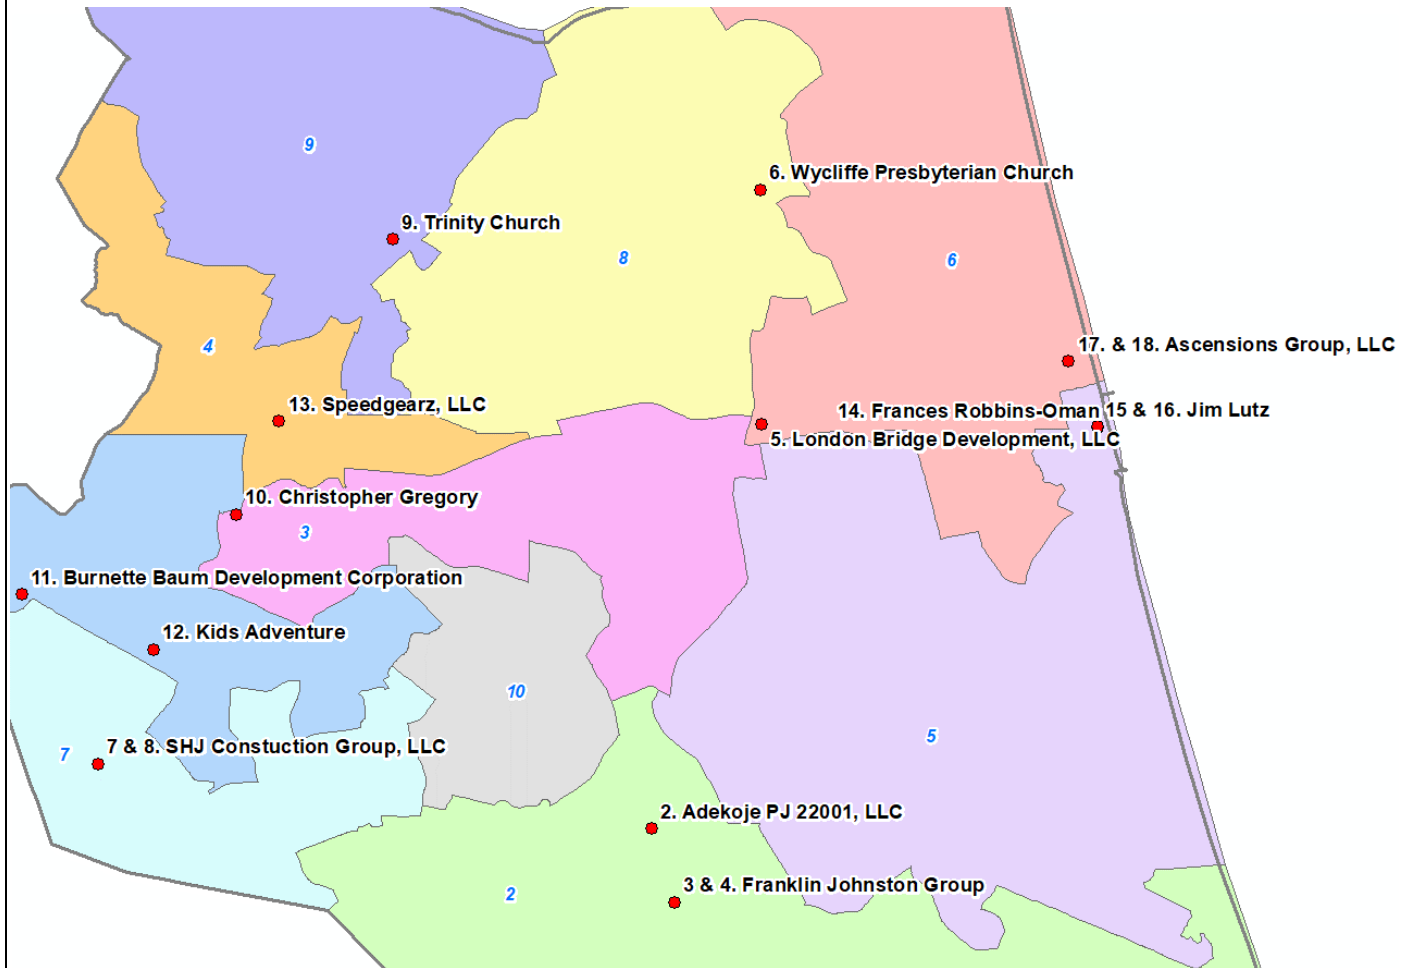 9
6. Wycliffe Presbyterian Church
9. Trinity Church
8
6
4
17. & 18. Ascensions Group, LLC
13. Speedgearz, LLC
14. Frances Robbins-Oman
15 & 16. Jim Lutz
5. London Bridge Development, LLC
10. Christopher Gregory
3
11. Burnette Baum Development Corporation
12. Kids Adventure
10
5
7
7 & 8. SHJ Constuction Group, LLC
2. Adekoje PJ 22001, LLC
3 & 4. Franklin Johnston Group
2